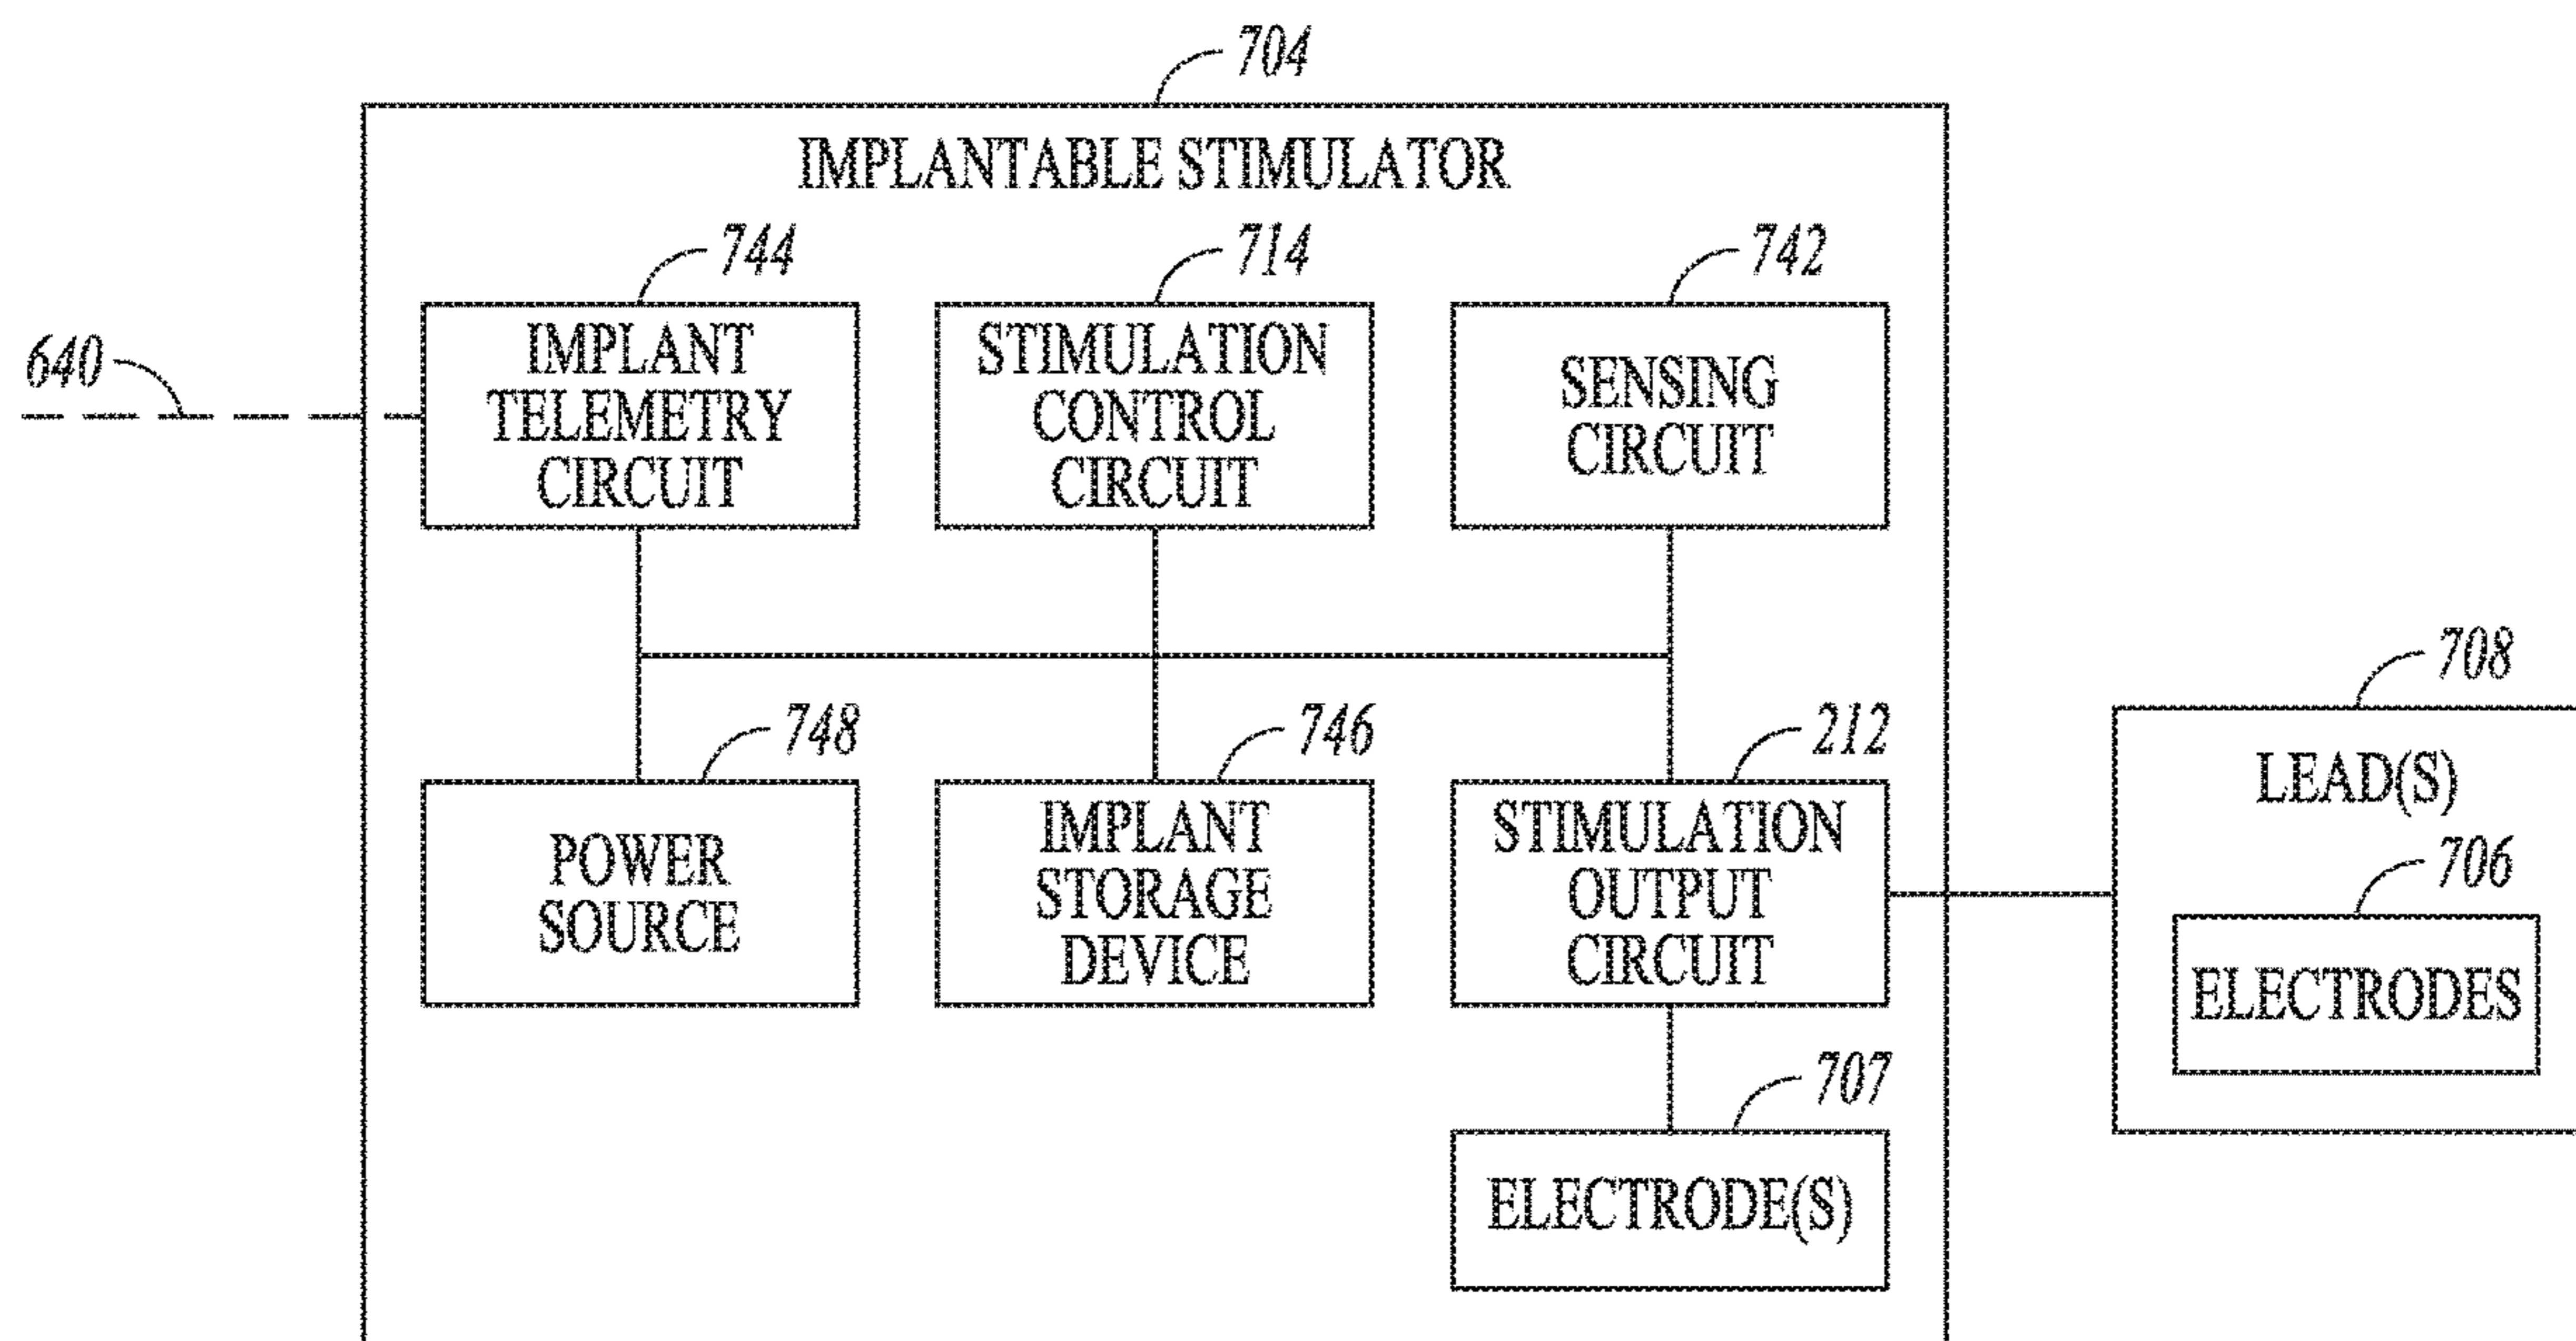 704
IMPLANTABLE STIMULATOR
744
714
742
640
IMPLANT
TELEMETRY
CIRCUIT
STIMULATION
CONTROL
CIRCUIT
SENSING
CIRCUIT
748
746
212
708
POWER
SOURCE
IMPLANT
STORAGE
DEVICE
STIMULATION
OUTPUT
CIRCUIT
LEAD(S)
706
ELECTRODES
707
ELECTRODE(S)